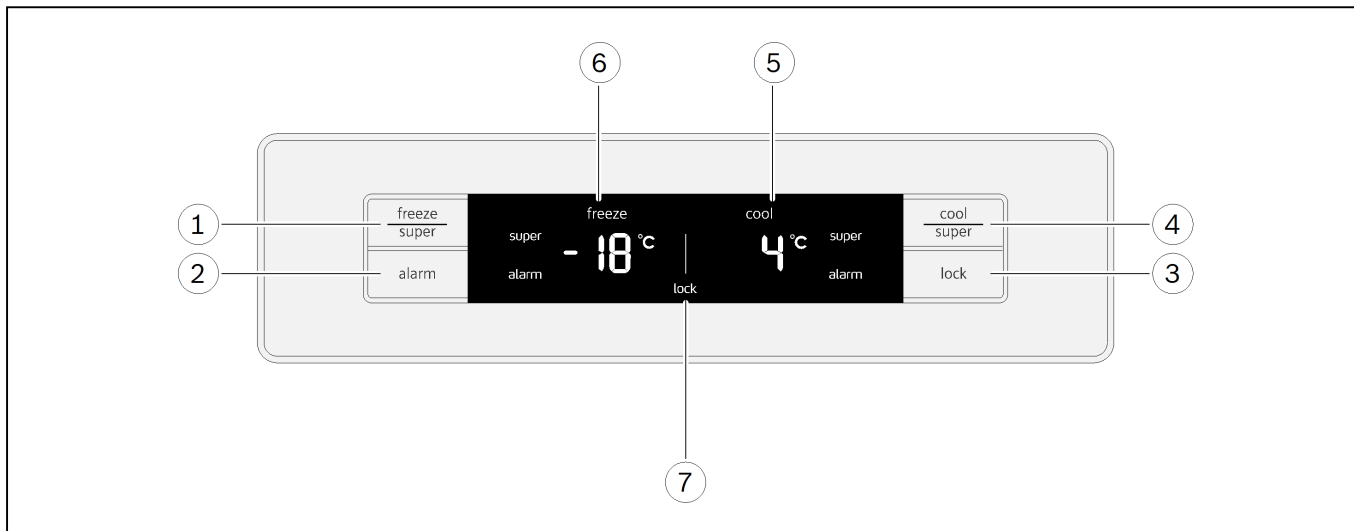 6
5
1
freeze
super
freeze
cool
cool
super
4
super
- 18 °C
4 °C
super
2
alarm
alarm
alarm
lock
3
lock
7